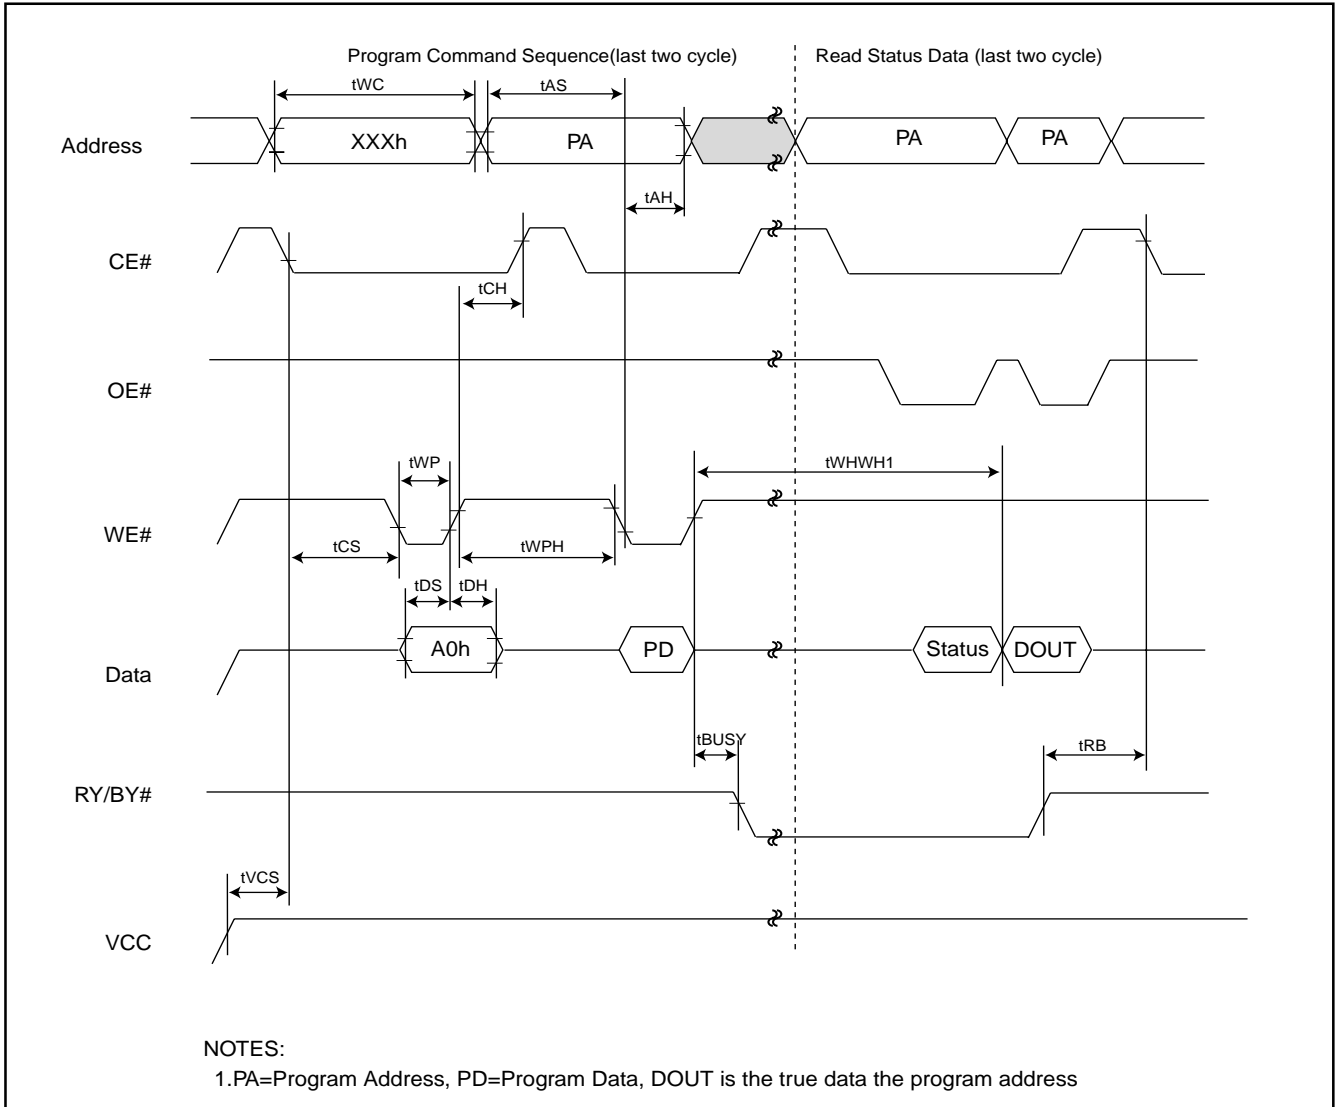 Program Command Sequence(last two cycle)
Read Status Data (last two cycle)
tWC
tAS
Address
XXXh
PA
PA
PA
tAH
CE#
tCH
OE#
tWP
tWHWH1
WE#
tCS
tWPH
tDS
tDH
Data
A0h
PD
Status
DOUT
tBUSY
tRB
RY/BY#
tVCS
VCC
NOTES:
1.PA=Program Address, PD=Program Data, DOUT is the true data the program address